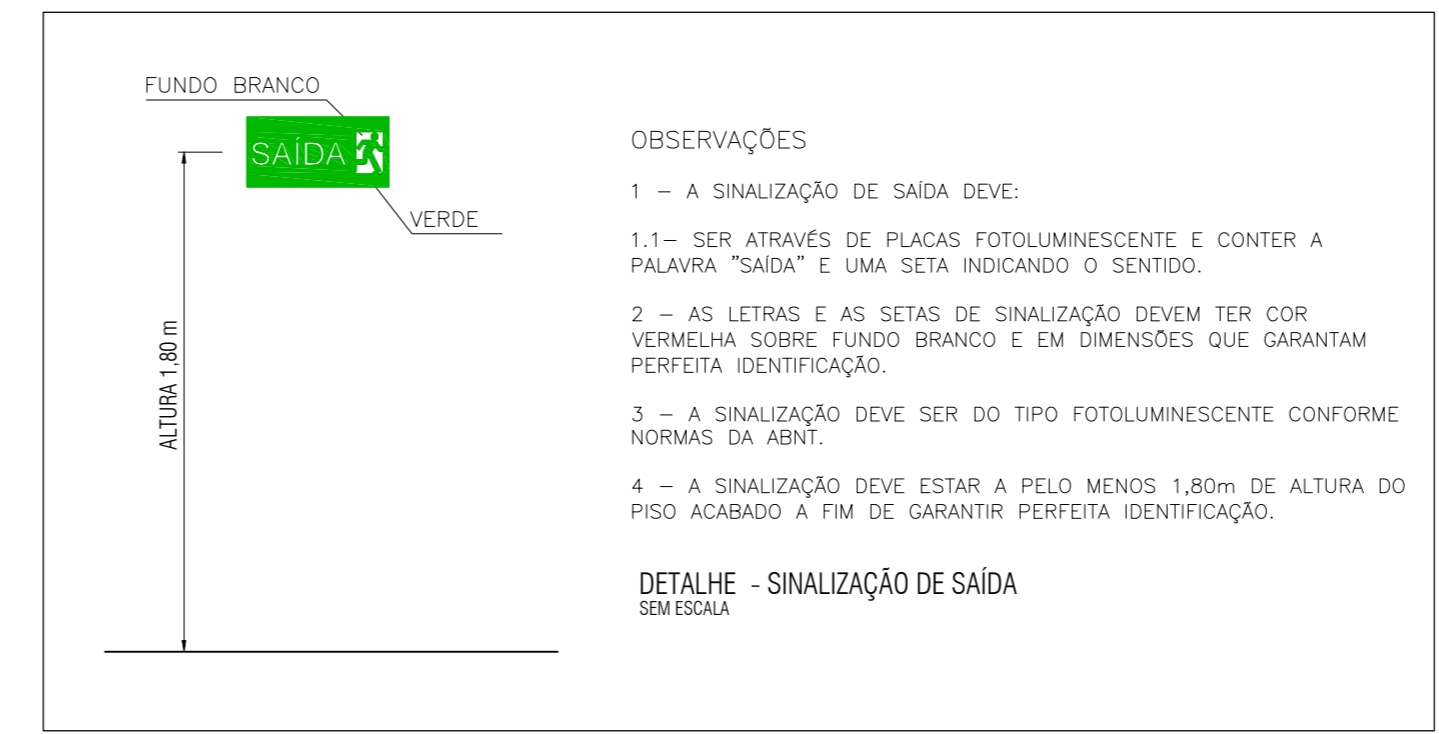 FUNDO BRANCO
SAÍDA
VERDE
ALTURA 1,80 m
OBSERVAÇÕES
1 – A SINALIZAÇÃO DE SAÍDA DEVE:
1.1– SER ATRAVÉS DE PLACAS FOTOLUMINESCENTE E CONTER A
PALAVRA "SAÍDA" E UMA SETA INDICANDO O SENTIDO.
2 – AS LETRAS E AS SETAS DE SINALIZAÇÃO DEVEM TER COR
VERMELHA SOBRE FUNDO BRANCO E EM DIMENSÕES QUE GARANTAM
PERFEITA IDENTIFICAÇÃO.
3 – A SINALIZAÇÃO DEVE SER DO TIPO FOTOLUMINESCENTE CONFORME
NORMAS DA ABNT.
4 – A SINALIZAÇÃO DEVE ESTAR A PELO MENOS 1,80m DE ALTURA DO
PISO ACABADO A FIM DE GARANTIR PERFEITA IDENTIFICAÇÃO.
DETALHE - SINALIZAÇÃO DE SAÍDA
SEM ESCALA